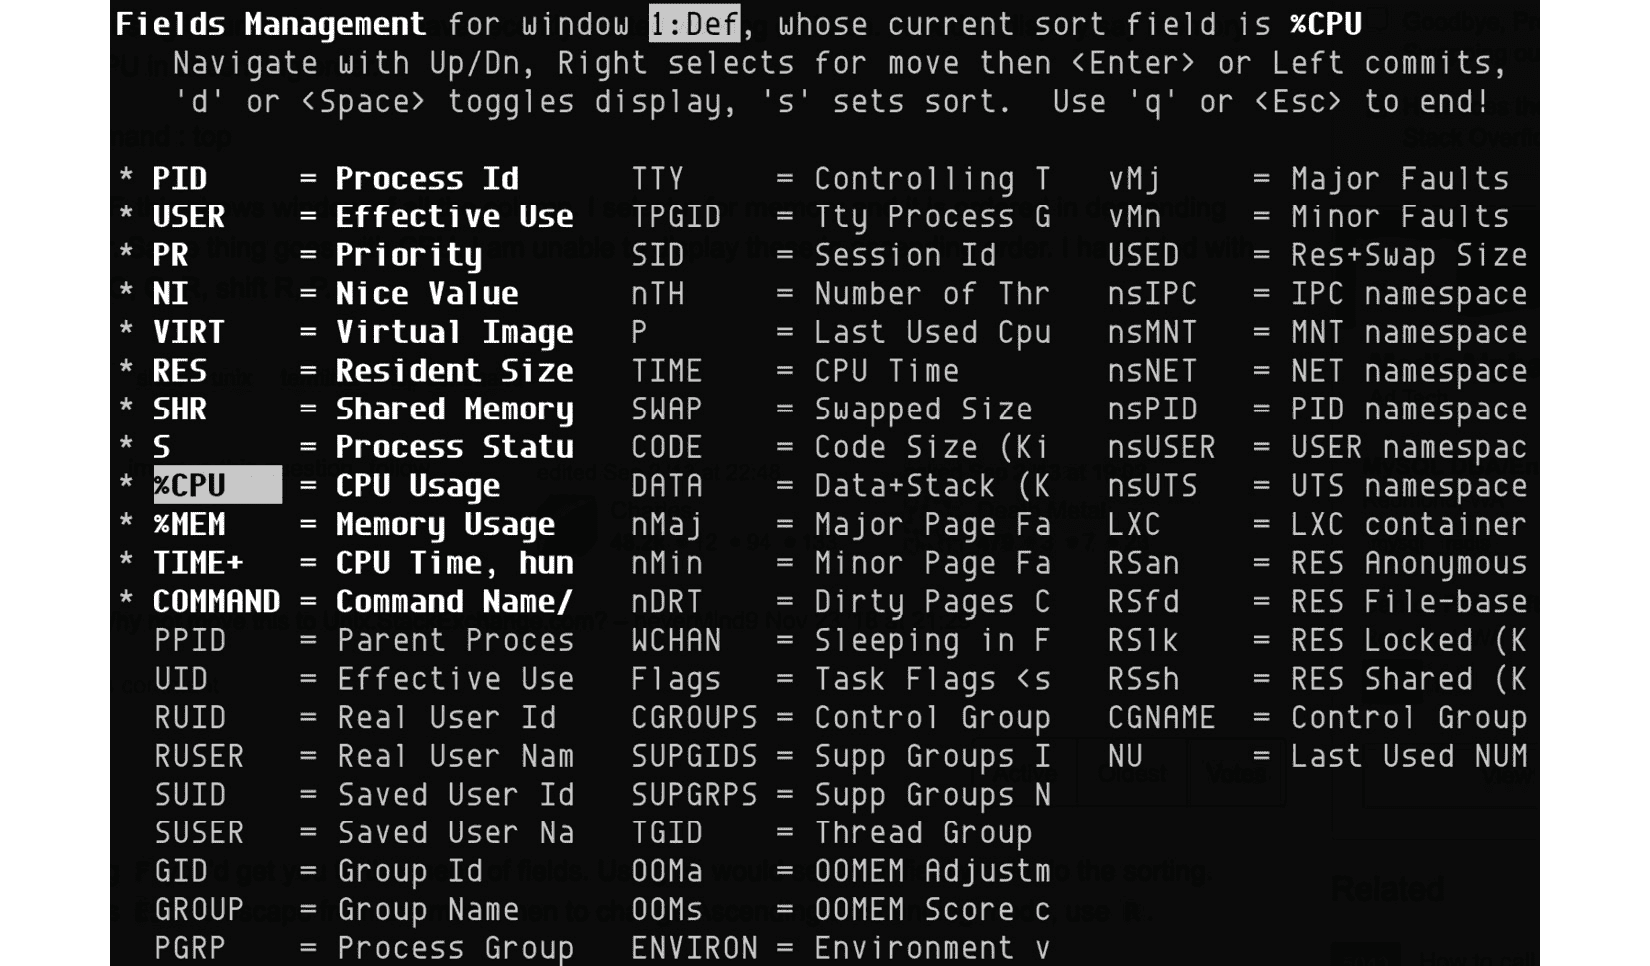 Fields Management for window 1:Def, whose current sort field is %CPU
Navigate with Up/Dn, Right selects for move then <Enter> or Left commits,
'd' or <Space> toggles display, 's' sets sort.  Use 'q' or <Esc> to end!
* PID = Process Id TTY = Controlling T vMj = Major Faults
* USER = Effective Use TPGID = Tty Process G vMn = Minor Faults
* PR = Priority SID = Session Id USED = Res+Swap Size
* NI = Nice Value nTH = Number of Thr nsIPC = IPC namespace
* VIRT = Virtual Image P = Last Used Cpu nsMNT = MNT namespace
* RES = Resident Size TIME = CPU Time nsNET = NET namespace
* SHR = Shared Memory SWAP = Swapped Size nsPID = PID namespace
* S = Process Statu CODE = Code Size (Ki nsUSER = USER namespac
* %CPU = CPU Usage DATA = Data+Stack (K nsUTS = UTS namespace
* %MEM = Memory Usage nMaj = Major Page Fa LXC = LXC container
* TIME+ = CPU Time, hun nMin = Minor Page Fa RSan = RES Anonymous
* COMMAND = Command Name/ nDRT = Dirty Pages C RSfd = RES File-base
PPID = Parent Proces WCHAN = Sleeping in F RSlk = RES Locked (K
UID = Effective Use Flags = Task Flags <s RSsh = RES Shared (K
RUID = Real User Id CGROUPS = Control Group CGNAME = Control Group
RUSER = Real User Nam SUPGIDS = Supp Groups I NU = Last Used NUM
SUID = Saved User Id SUPGRPS = Supp Groups N
SUSER = Saved User Na TGID = Thread Group
GID = Group Id OOMa = OOMEM Adjustm
GROUP = Group Name OOMs = OOMEM Score c
PGRP = Process Group ENVIRON = Environment v